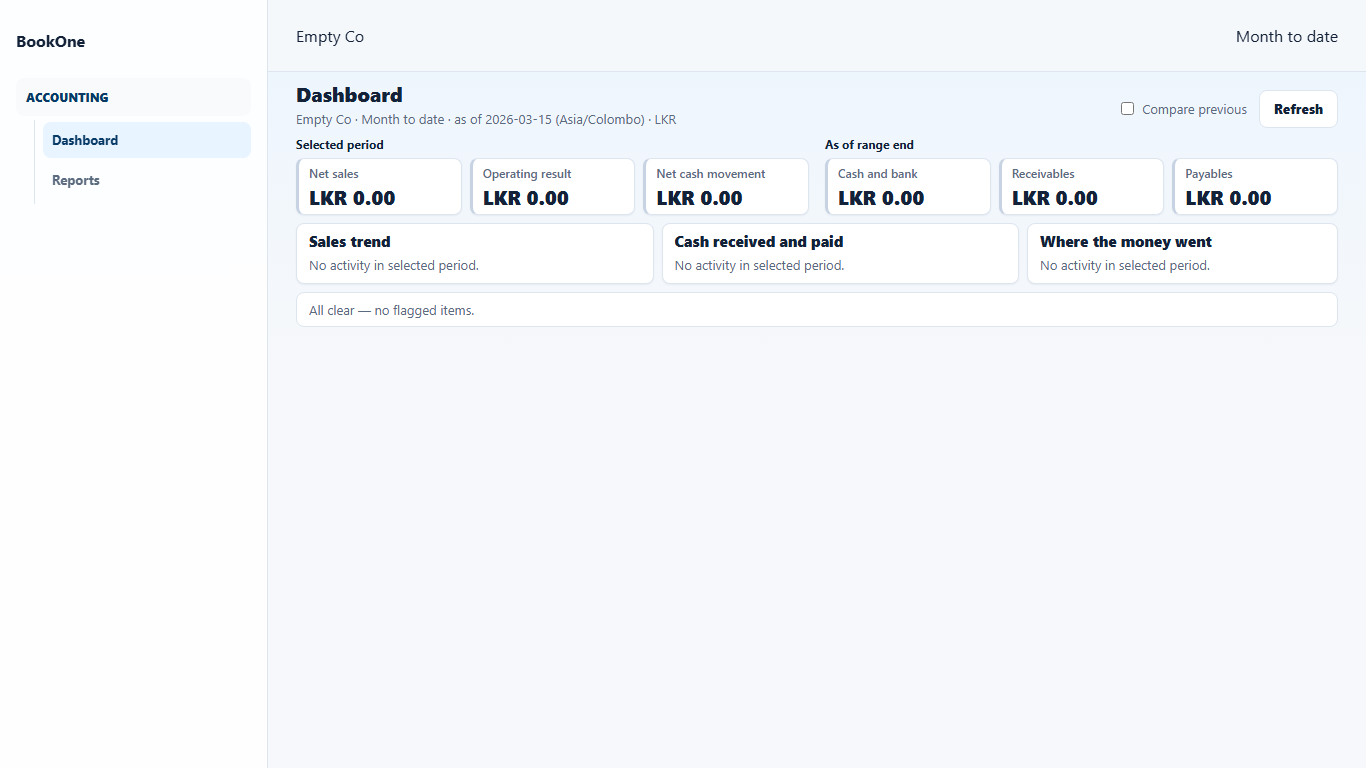 BookOne
ACCOUNTING
Dashboard
Reports
Empty Co
Month to date
Dashboard
Empty Co · Month to date · as of 2026-03-15 (Asia/Colombo) · LKR
Compare previous
Refresh
Selected period
As of range end
Net sales
LKR 0.00
Operating result
LKR 0.00
Net cash movement
LKR 0.00
Cash and bank
LKR 0.00
Receivables
LKR 0.00
Payables
LKR 0.00
Sales trend
No activity in selected period.
Cash received and paid
No activity in selected period.
Where the money went
No activity in selected period.
All clear — no flagged items.